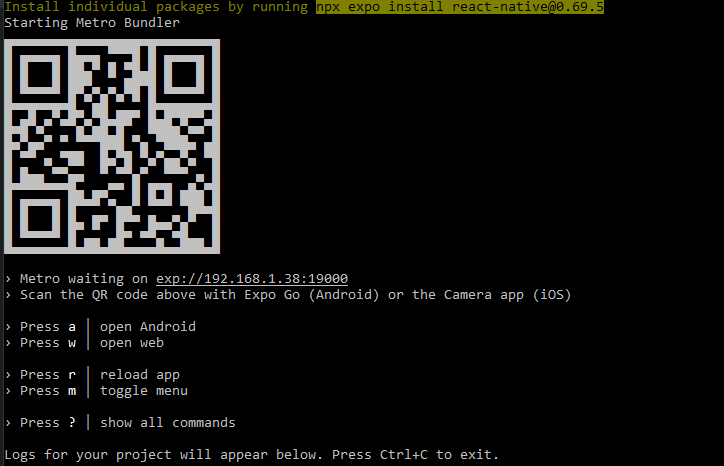 Install individual packages by running npx expo install react-native@0.69.5
Starting Metro Bundler
› Metro waiting on exp://192.168.1.38:19000
› Scan the QR code above with Expo Go (Android) or the Camera app (iOS)
› Press a │ open Android
› Press w │ open web
› Press r │ reload app
› Press m │ toggle menu
› Press ? │ show all commands
Logs for your project will appear below. Press Ctrl+C to exit.